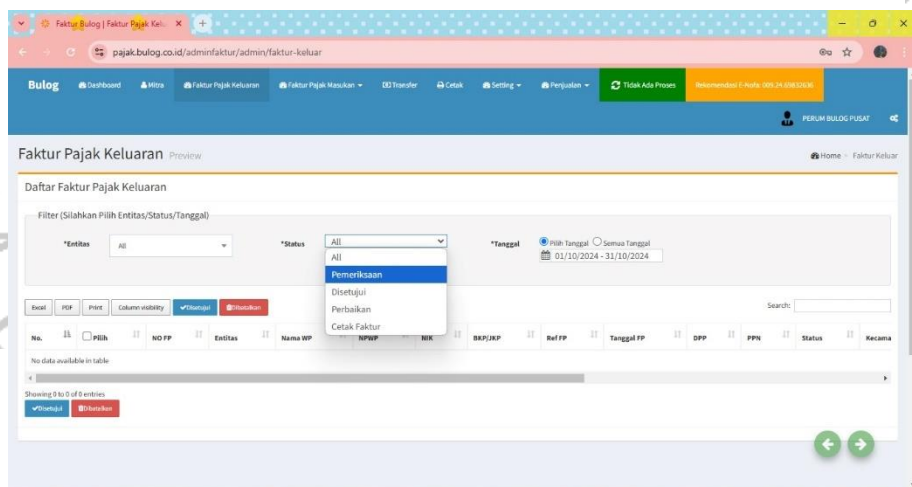 Faktur Bulog | Faktur Pajak Kelu
pajak.bulog.co.id/adminfaktur/admin/faktur-keluar
Bulog Dashboard Mitra Faktur Pajak Keluaran Faktur Pajak Masukan Transfer Cetak Setting Penjualan Tidak Ada Proses
PERUM BULOG PUSAT
Faktur Pajak Keluaran Preview
Home Faktur Keluar
Daftar Faktur Pajak Keluaran
Filter (Silahkan Pilih Entitas/Status/Tanggal)
*Entitas All *Status All *Tanggal Pilih Tanggal Semua Tanggal
01/10/2024 - 31/10/2024
All
Pemeriksaan
Disetujui
Perbaikan
Cetak Faktur
Excel PDF Print Column visibility Disetujui Dibatalkan Search:
No. Pilih NO FP Entitas Nama WP NPWP NIK BKP/JKP Ref FP Tanggal FP DPP PPN Status Kecama
No data available in table
Showing 0 to 0 of 0 entries
Disetujui Dibatalkan